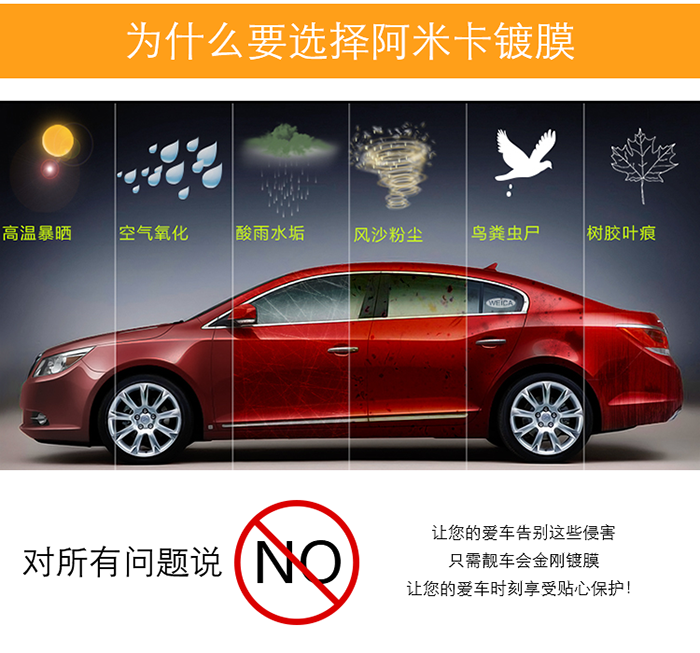 为什么要选择阿米卡镀膜
高温暴晒 空气氧化 酸雨水垢 风沙粉尘 鸟粪虫尸 树胶叶痕
WEICA
对所有问题说 NO
让您的爱车告别这些侵害
只需靓车会金刚镀膜
让您的爱车时刻享受贴心保护!